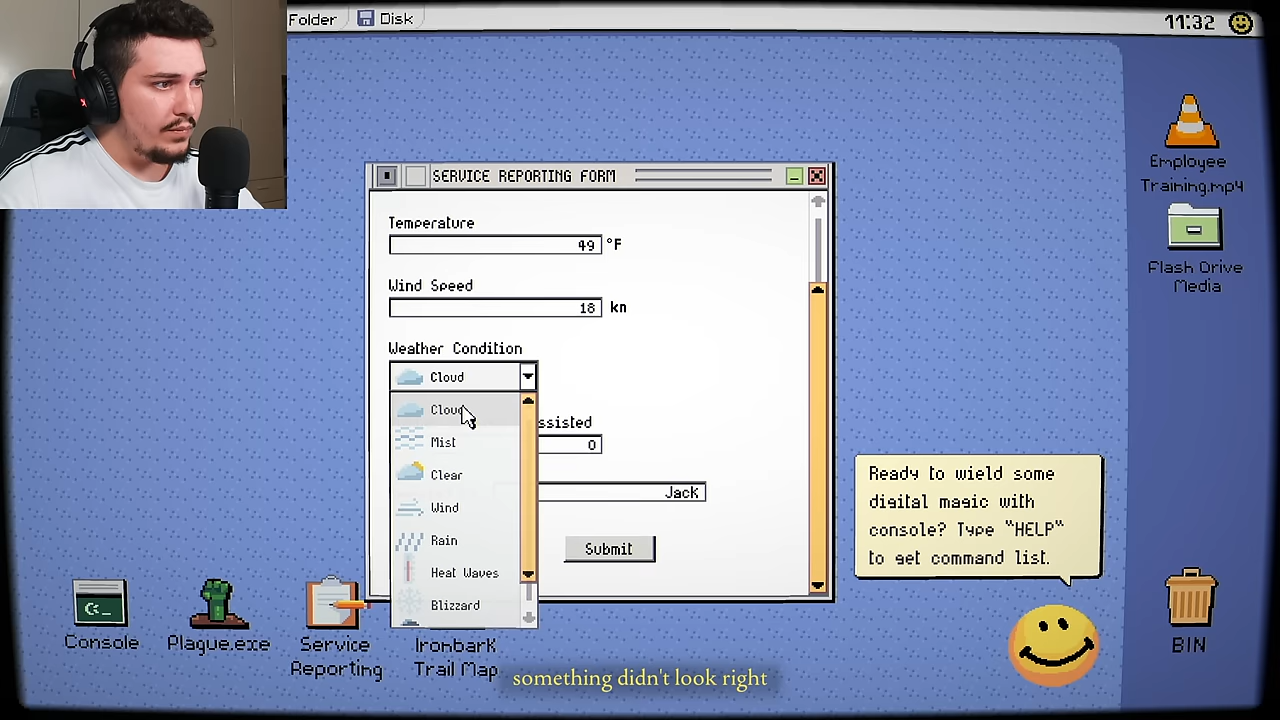 Folder
Disk
11:32
Employee
Training.mp4
Flash Drive
Media
SERVICE REPORTING FORM
Temperature
49 °F
Wind Speed
18 kn
Weather Condition
Cloud
Cloud
Mist
Clear
Wind
Rain
Heat Waves
Blizzard
ssisted
0
Jack
Submit
Ready to wield some
digital magic with
console? Type "HELP"
to get command list.
Console
Plague.exe
Service
Reporting
Ironbark
Trail Map
BIN
something didn't look right